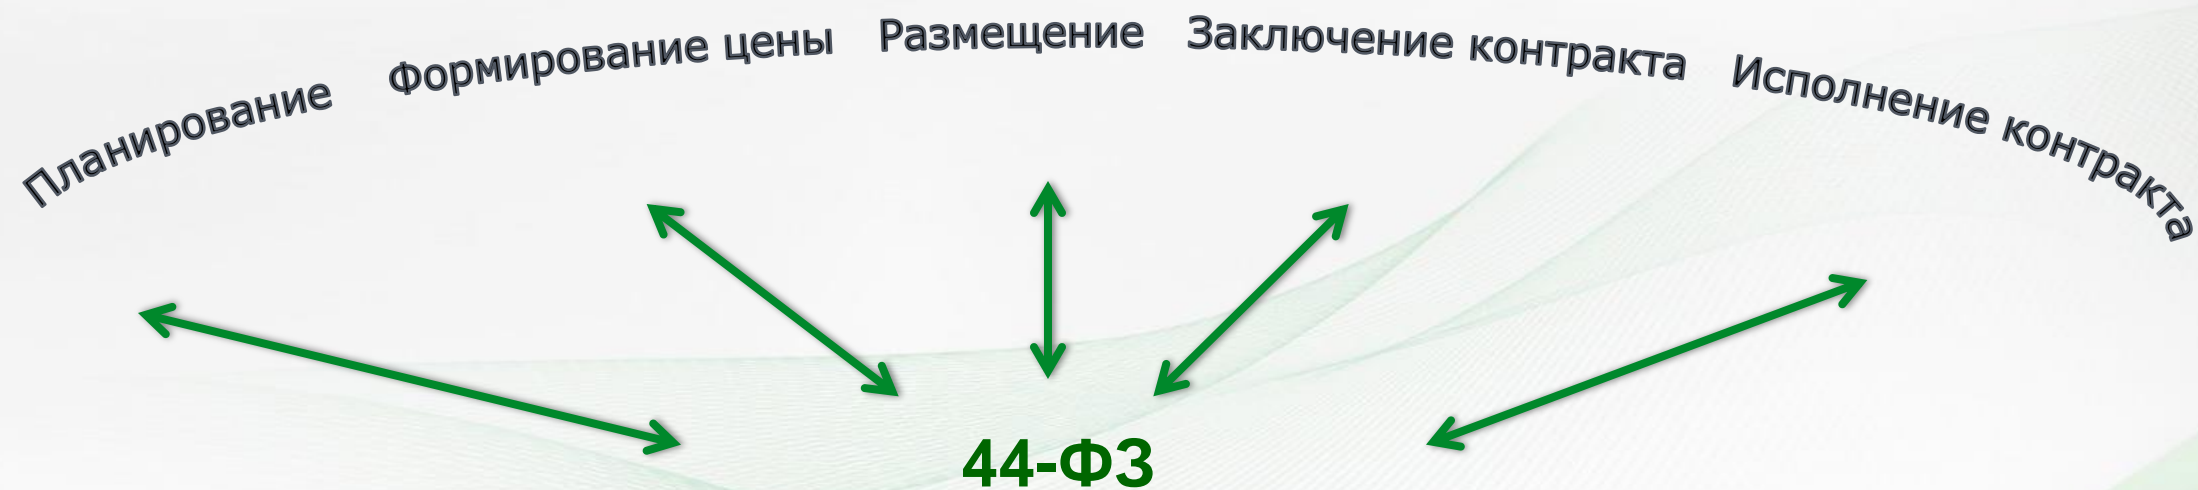 Планирование Формирование цены Размещение Заключение контракта Исполнение контракта
44-ФЗ